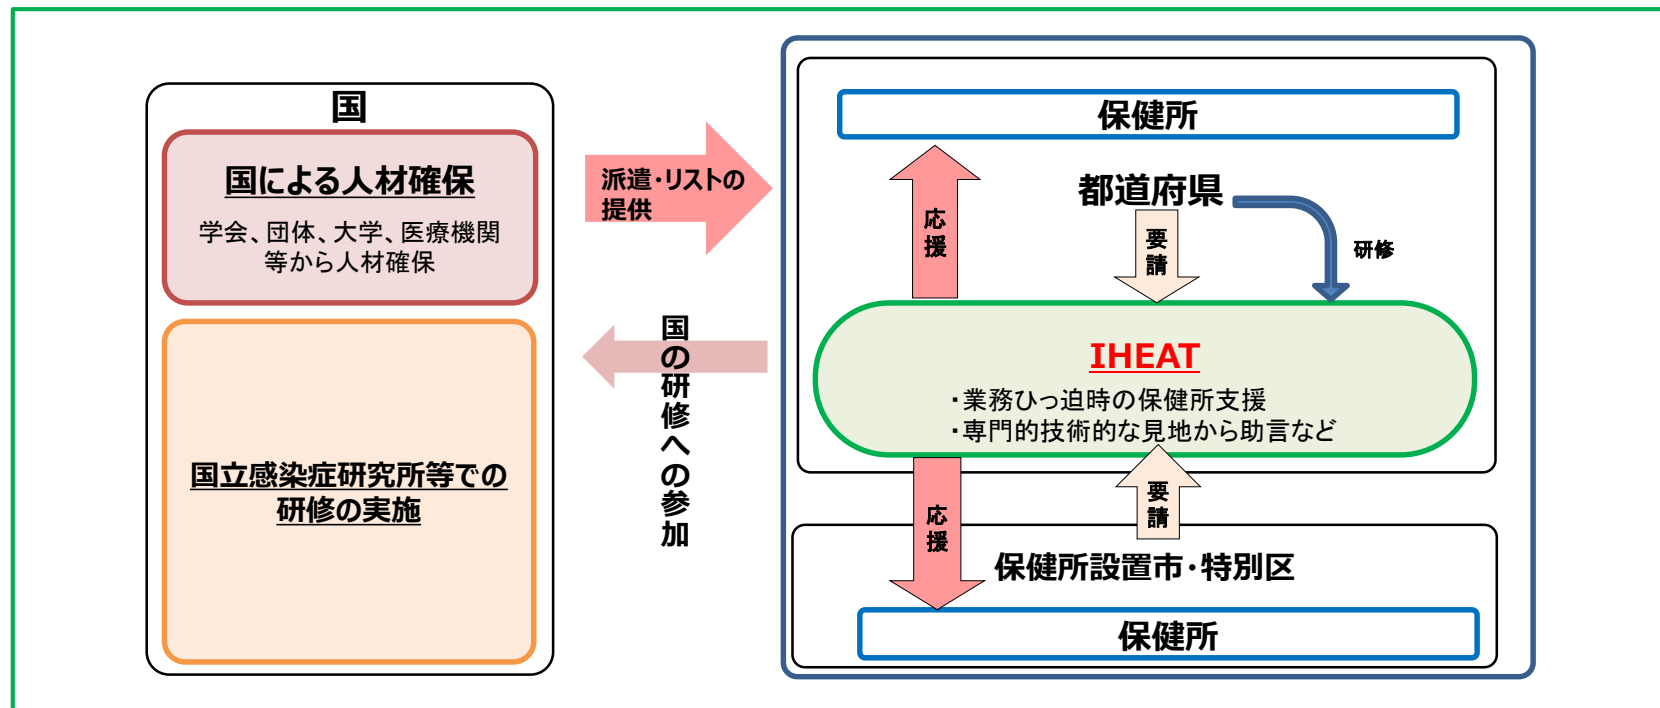 国
国による人材確保
学会、団体、大学、医療機関
等から人材確保
国立感染症研究所等での
研修の実施
派遣・リストの
提供
国の研修への参加
保健所
都道府県
応援
要請
研修
IHEAT
・業務ひっ迫時の保健所支援
・専門的技術的な見地から助言など
応援
要請
保健所設置市・特別区
保健所